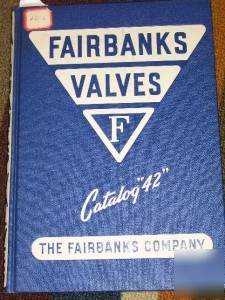 FAIRBANKS
VALVES
F
Catalog "42"
THE FAIRBANKS COMPANY